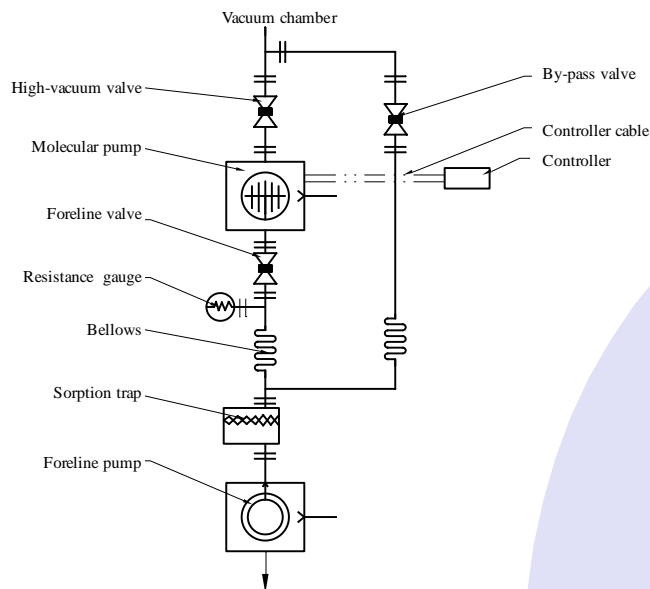 Vacuum chamber
High-vacuum valve
By-pass valve
Molecular pump
Controller cable
Controller
Foreline valve
Resistance gauge
Bellows
Sorption trap
Foreline pump